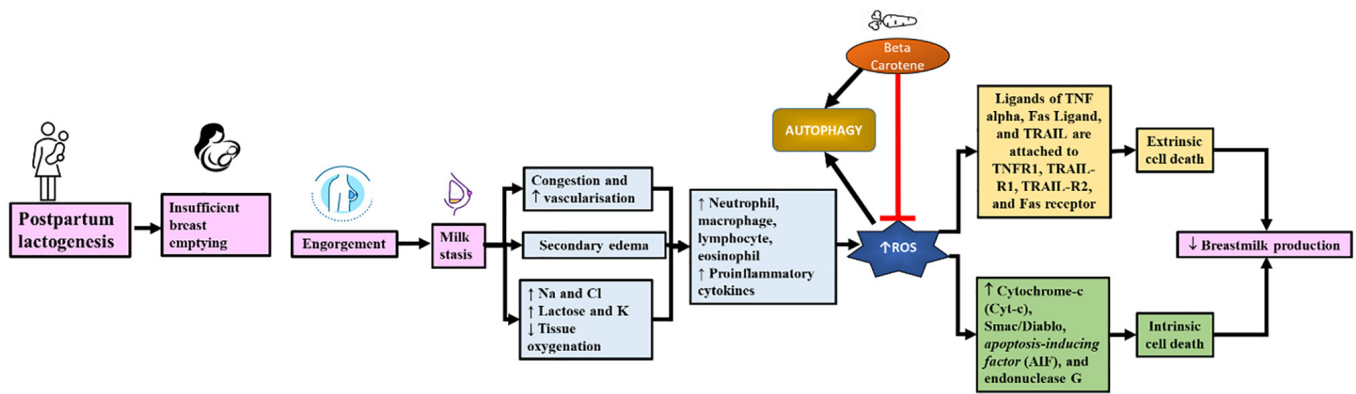 Postpartum
lactogenesis
Insufficient
breast
emptying
Engorgement
Milk
stasis
Congestion and
↑ vascularisation
Secondary edema
↑ Na and Cl
↑ Lactose and K
↓ Tissue
oxygenation
↑ Neutrophil,
macrophage,
lymphocyte,
eosinophil
↑ Proinflammatory
cytokines
Beta
Carotene
AUTOPHAGY
↑ROS
Ligands of TNF
alpha, Fas Ligand,
and TRAIL are
attached to
TNFR1, TRAIL-
R1, TRAIL-R2,
and Fas receptor
Extrinsic
cell death
↑ Cytochrome-c
(Cyt-c),
Smac/Diablo,
apoptosis-inducing
factor (AIF), and
endonuclease G
Intrinsic
cell death
↓ Breastmilk production